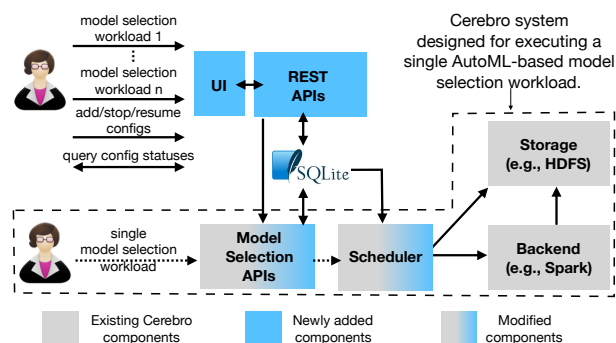 model selection
workload 1
model selection
workload n
add/stop/resume
configs
query config statuses
UI
REST
APIs
Cerebro system
designed for executing a
single AutoML-based model
selection workload.
SQLite
Storage
(e.g., HDFS)
single
model selection
workload
Model
Selection
APIs
Scheduler
Backend
(e.g., Spark)
Existing Cerebro
components
Newly added
components
Modified
components